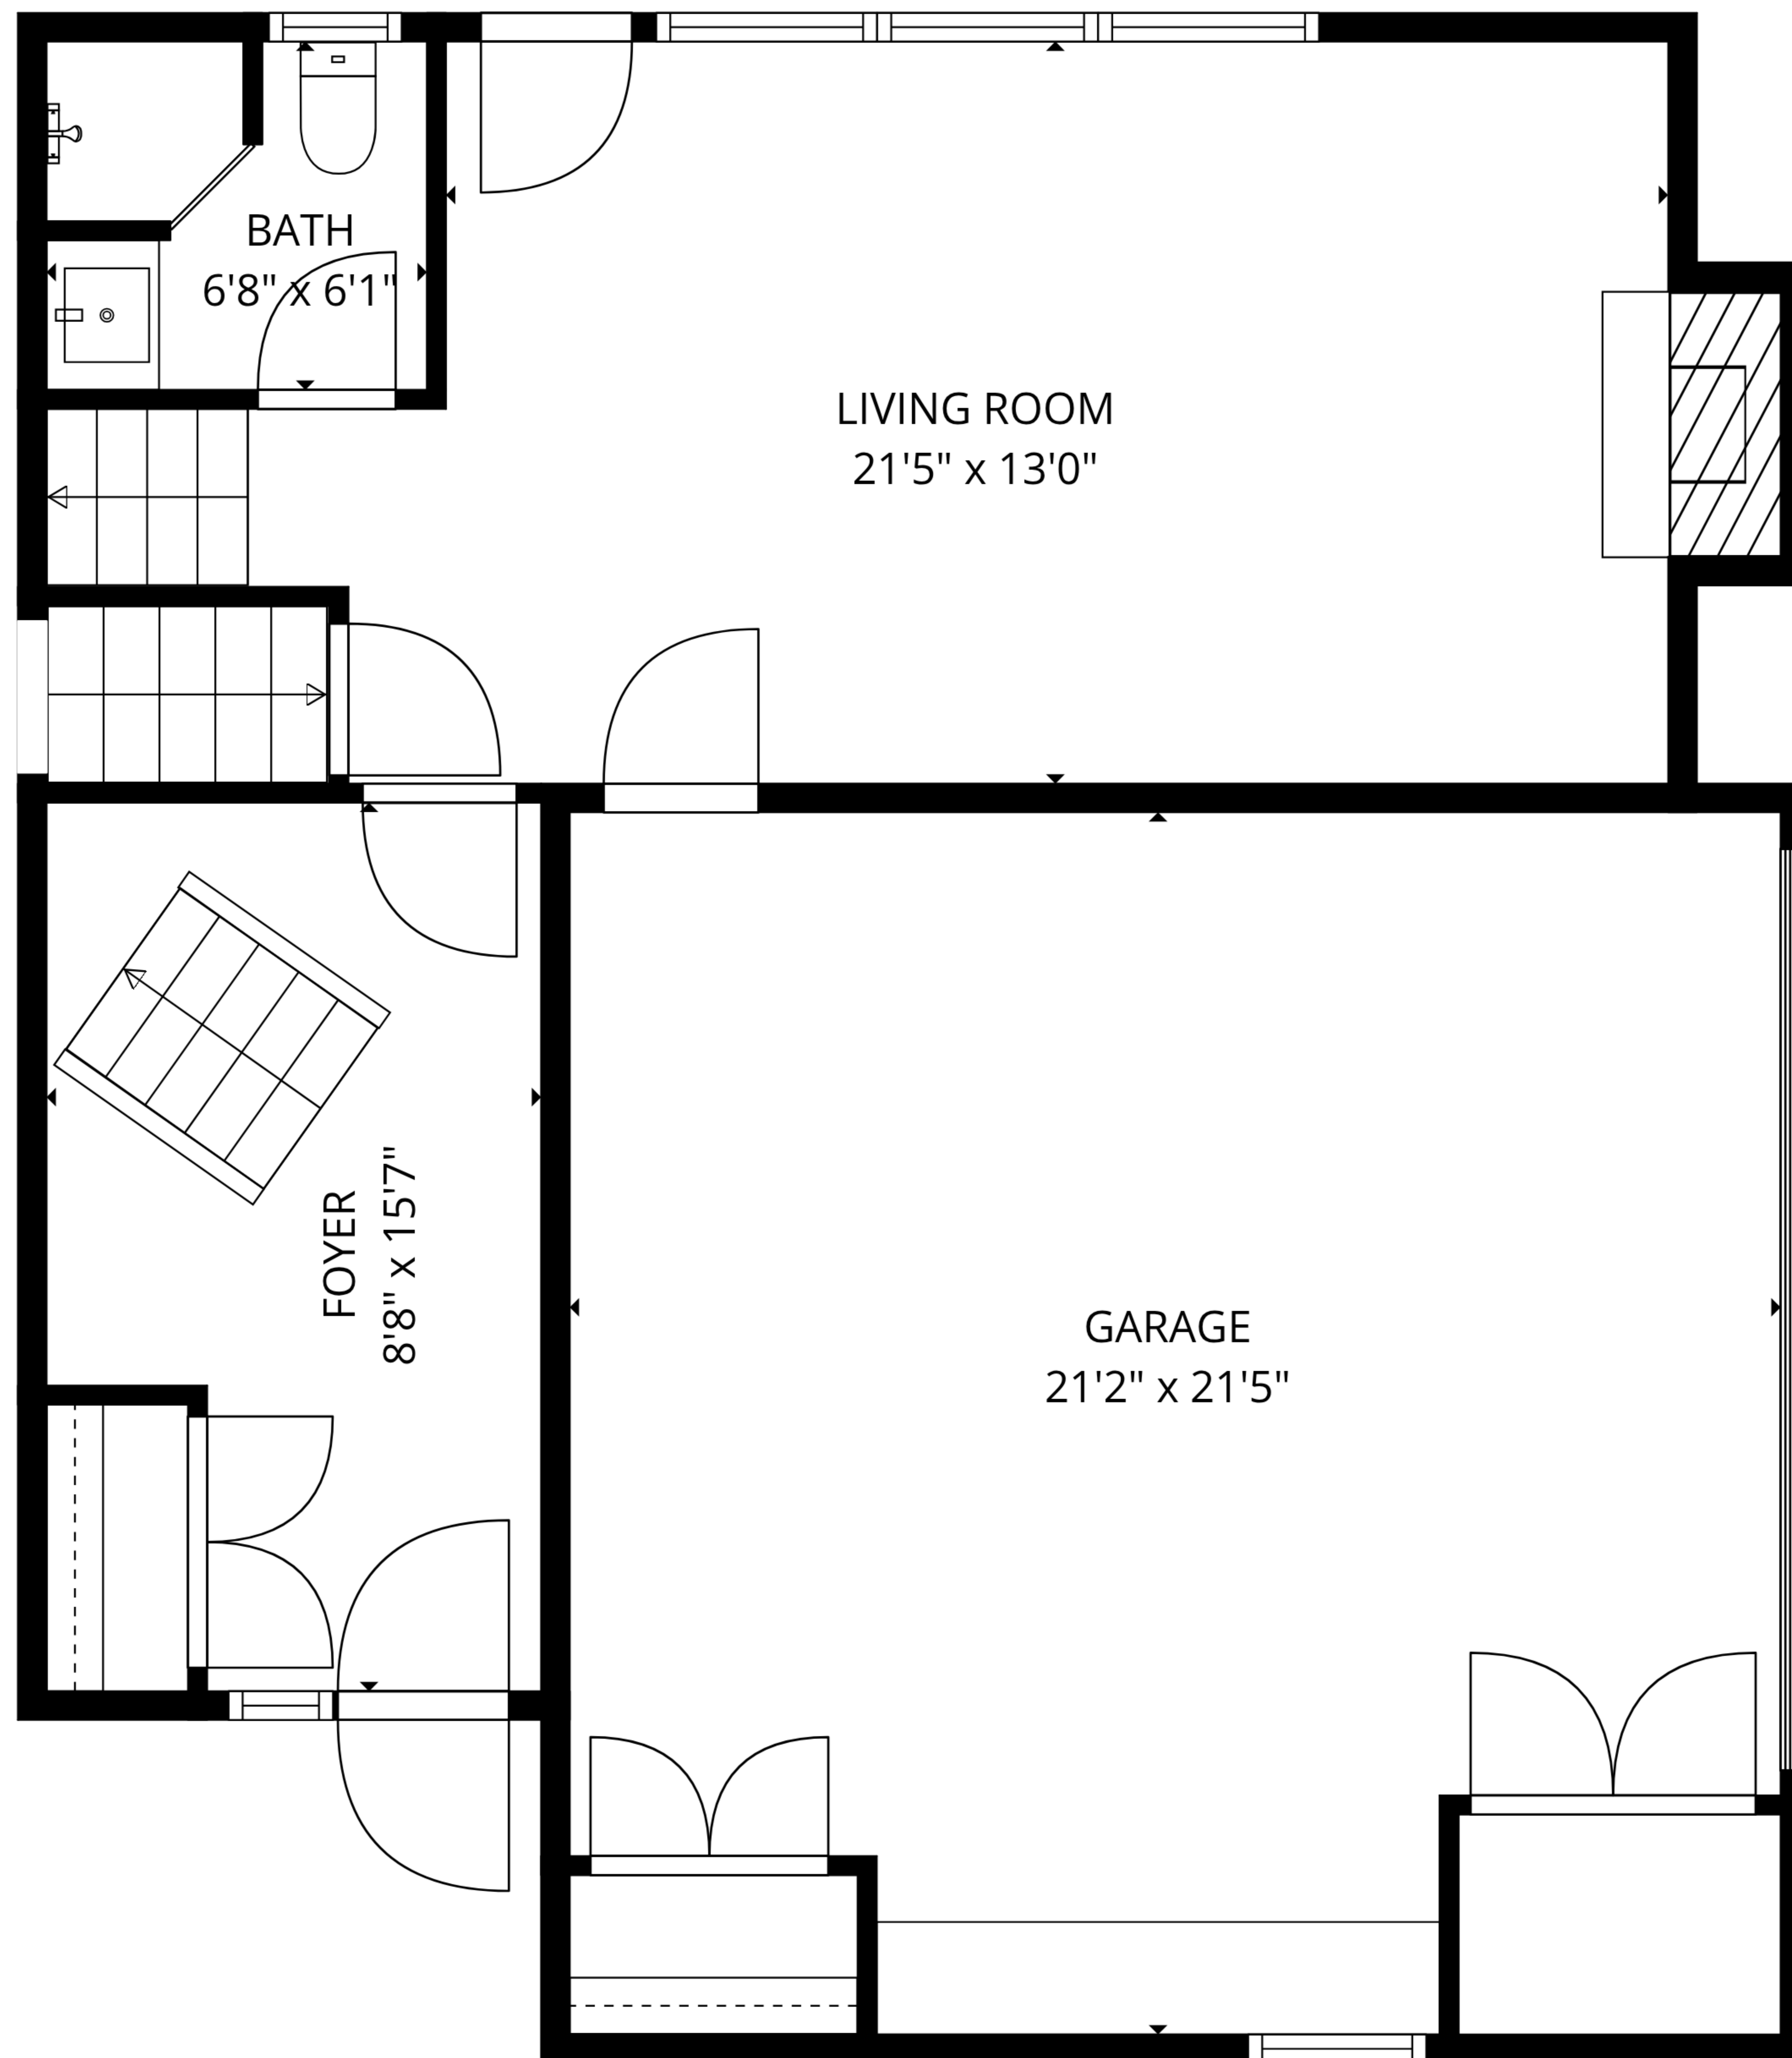 BATH
6'8" x 6'1"
LIVING ROOM
21'5" x 13'0"
FOYER
8'8" x 15'7"
GARAGE
21'2" x 21'5"